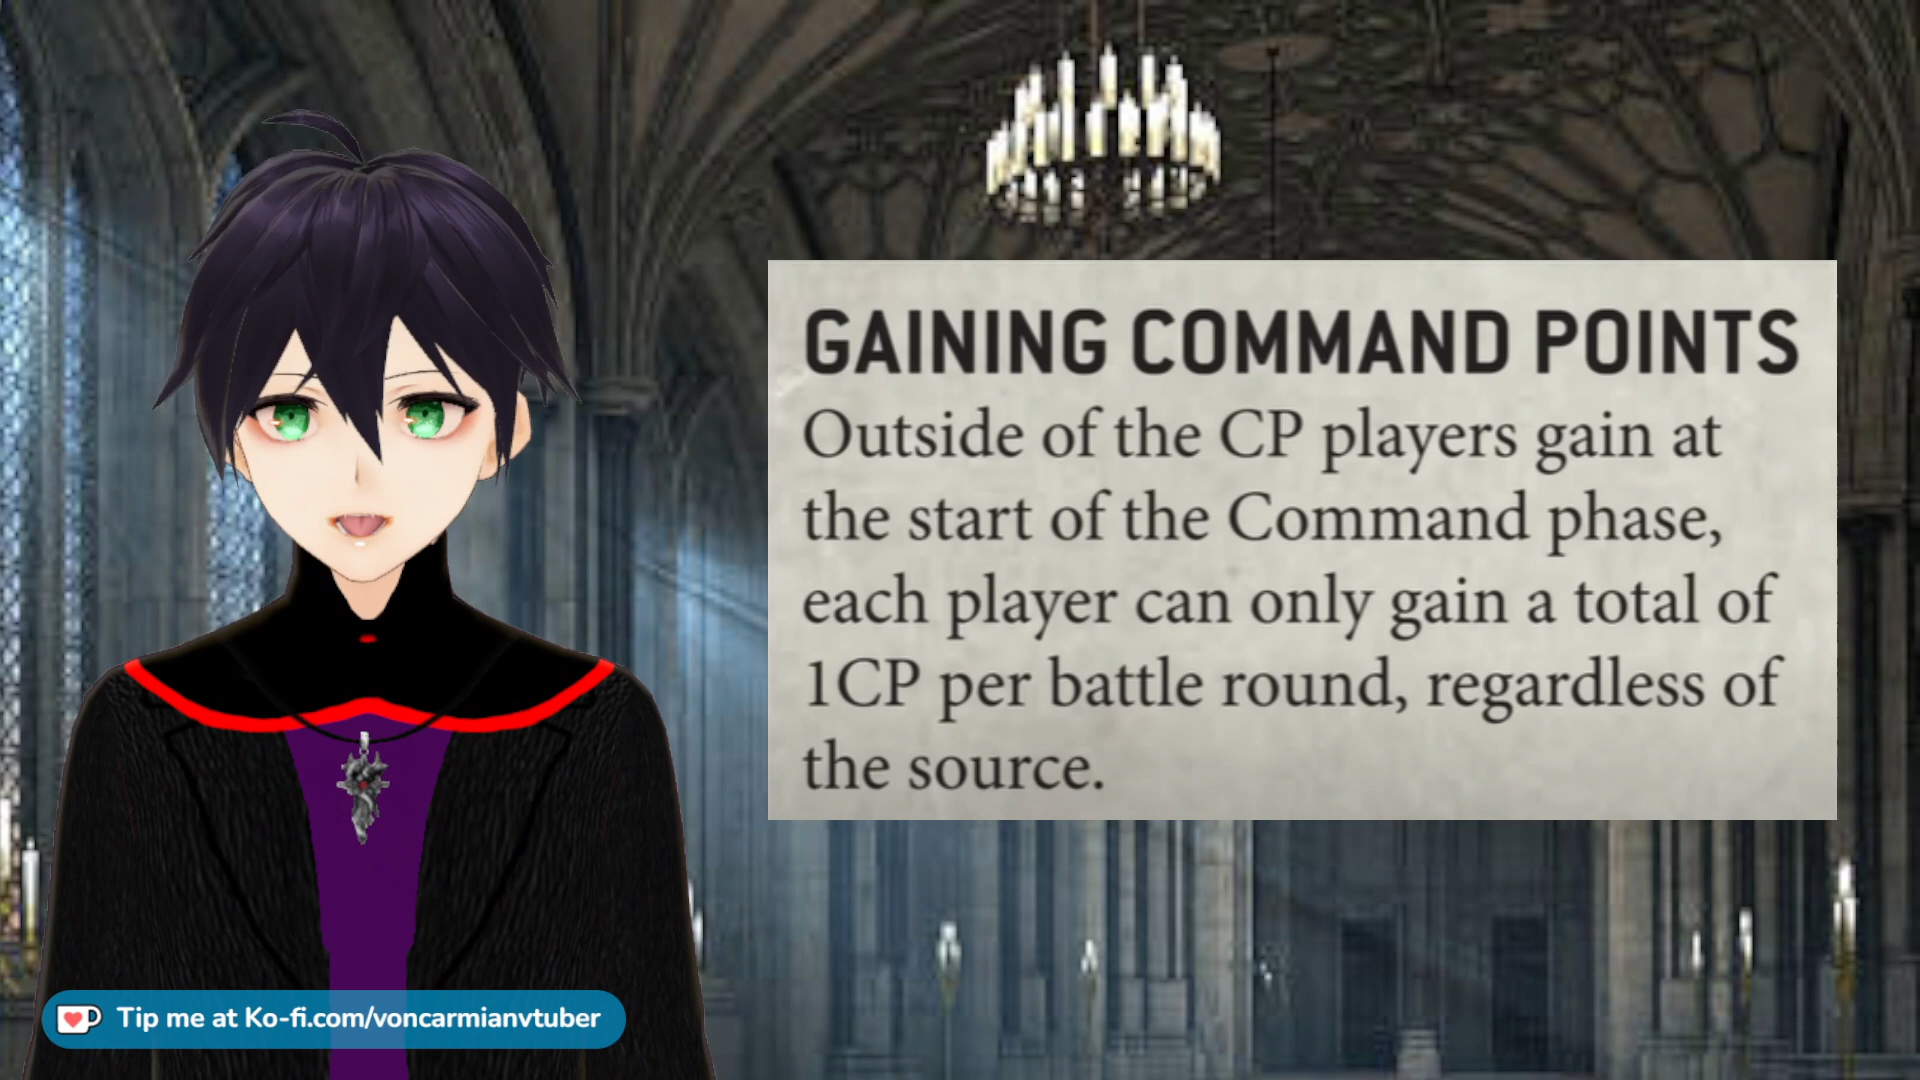 GAINING COMMAND POINTS
Outside of the CP players gain at
the start of the Command phase,
each player can only gain a total of
1CP per battle round, regardless of
the source.
Tip me at Ko-fi.com/voncarmianvtuber